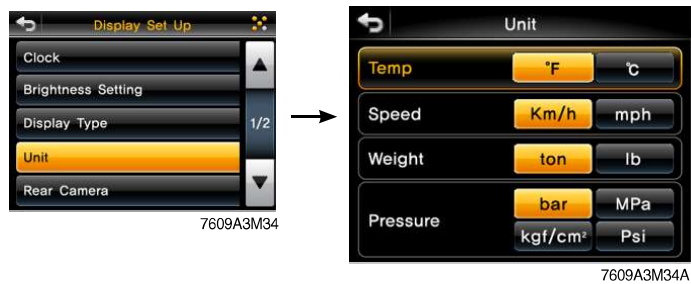 Display Set Up
Clock
Brightness Setting
Display Type
1/2
Unit
Rear Camera
7609A3M34
Unit
Temp °F °C
Speed Km/h mph
Weight ton lb
Pressure bar MPa
kgf/cm² Psi
7609A3M34A